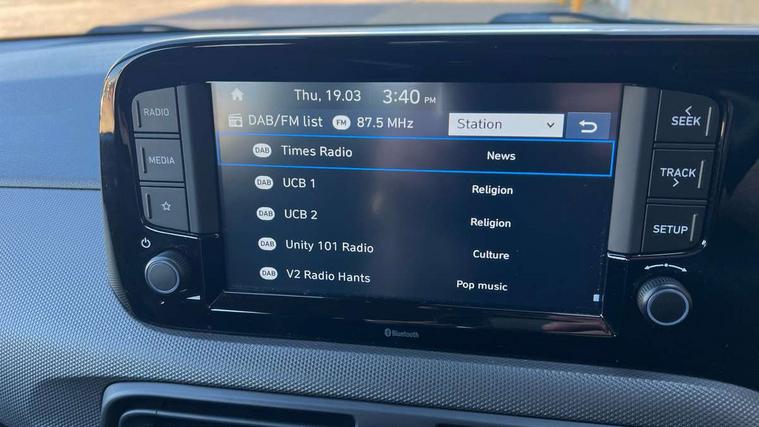 Thu, 19.03 3:40 PM
DAB/FM list FM 87.5 MHz Station
DAB Times Radio News
DAB UCB 1 Religion
DAB UCB 2 Religion
DAB Unity 101 Radio Culture
DAB V2 Radio Hants Pop music
RADIO
MEDIA
SEEK
TRACK
SETUP
Bluetooth